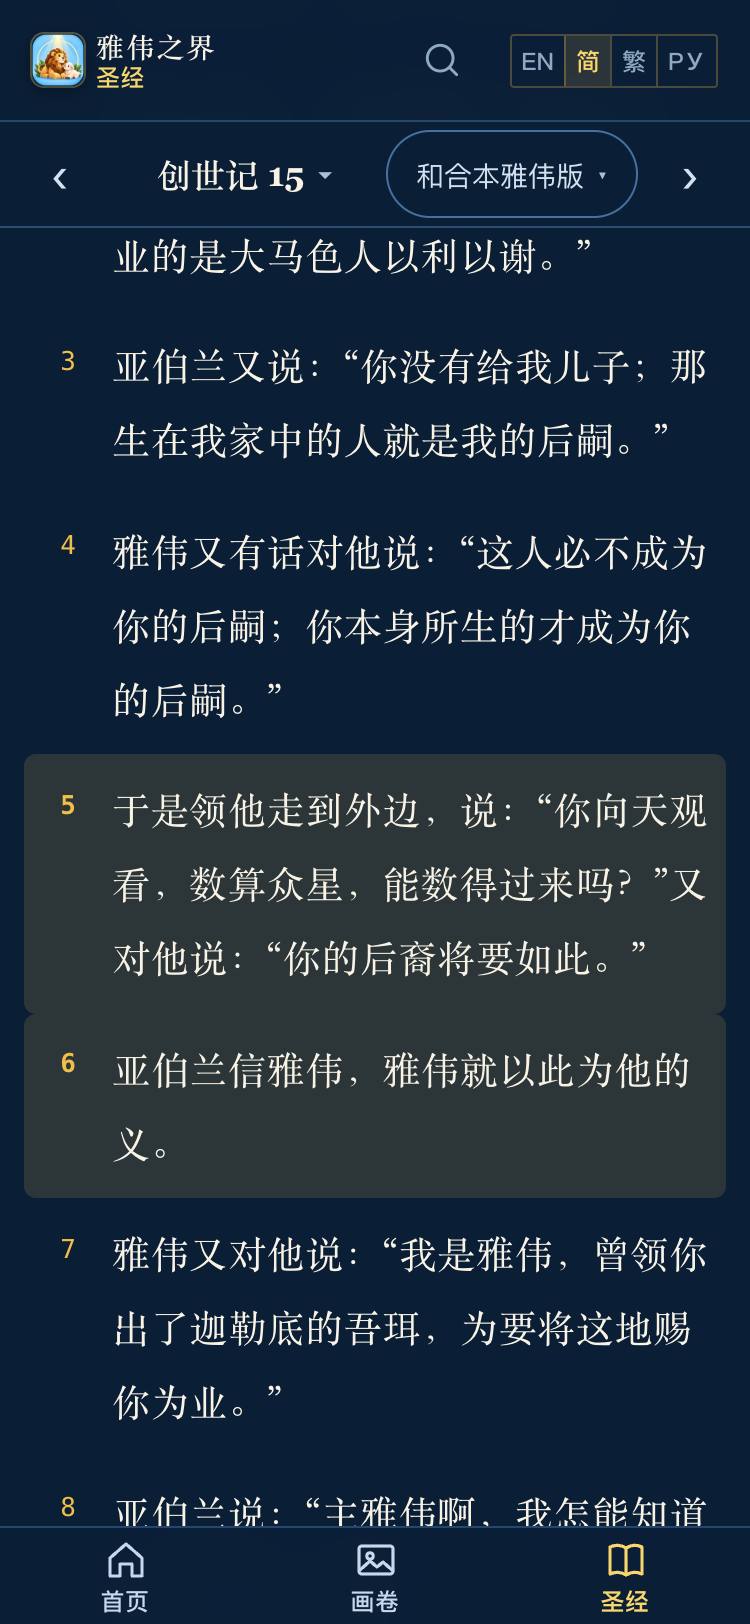 雅伟之界
圣经
EN 简 繁 РУ
‹ 创世记 15 和合本雅伟版 ›
业的是大马色人以利以谢。”
3 亚伯兰又说：“你没有给我儿子；那
生在我家中的人就是我的后嗣。”
4 雅伟又有话对他说：“这人必不成为
你的后嗣；你本身所生的才成为你
的后嗣。”
5 于是领他走到外边，说：“你向天观
看，数算众星，能数得过来吗？”又
对他说：“你的后裔将要如此。”
6 亚伯兰信雅伟，雅伟就以此为他的
义。
7 雅伟又对他说：“我是雅伟，曾领你
出了迦勒底的吾珥，为要将这地赐
你为业。”
8 亚伯兰说：“主雅伟啊，我怎能知道
首页 画卷 圣经